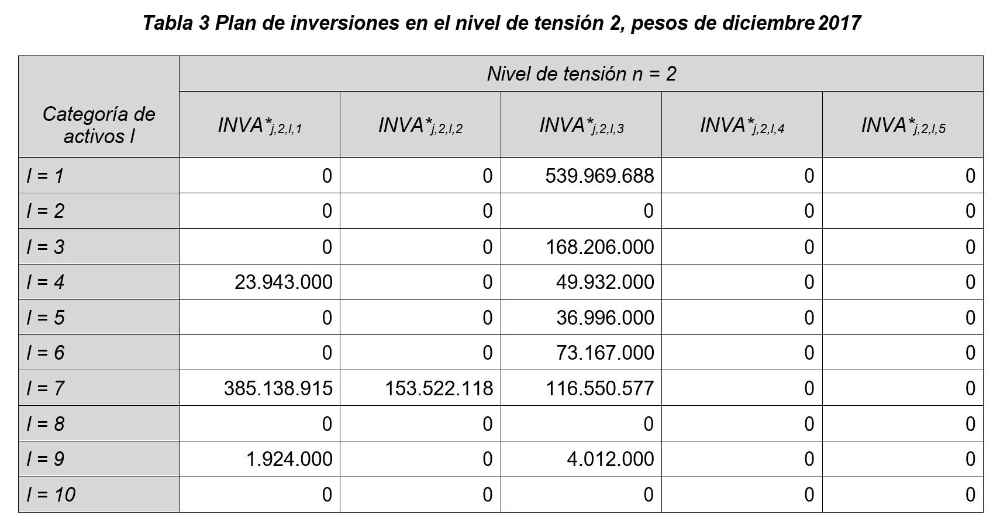 Tabla 3 Plan de inversiones en el nivel de tensión 2, pesos de diciembre 2017
Categoría de activos l
Nivel de tensión n = 2
INVA*j,2,l,1 INVA*j,2,l,2 INVA*j,2,l,3 INVA*j,2,l,4 INVA*j,2,l,5
l = 1 0 0 539.969.688 0 0
l = 2 0 0 0 0 0
l = 3 0 0 168.206.000 0 0
l = 4 23.943.000 0 49.932.000 0 0
l = 5 0 0 36.996.000 0 0
l = 6 0 0 73.167.000 0 0
l = 7 385.138.915 153.522.118 116.550.577 0 0
l = 8 0 0 0 0 0
l = 9 1.924.000 0 4.012.000 0 0
l = 10 0 0 0 0 0